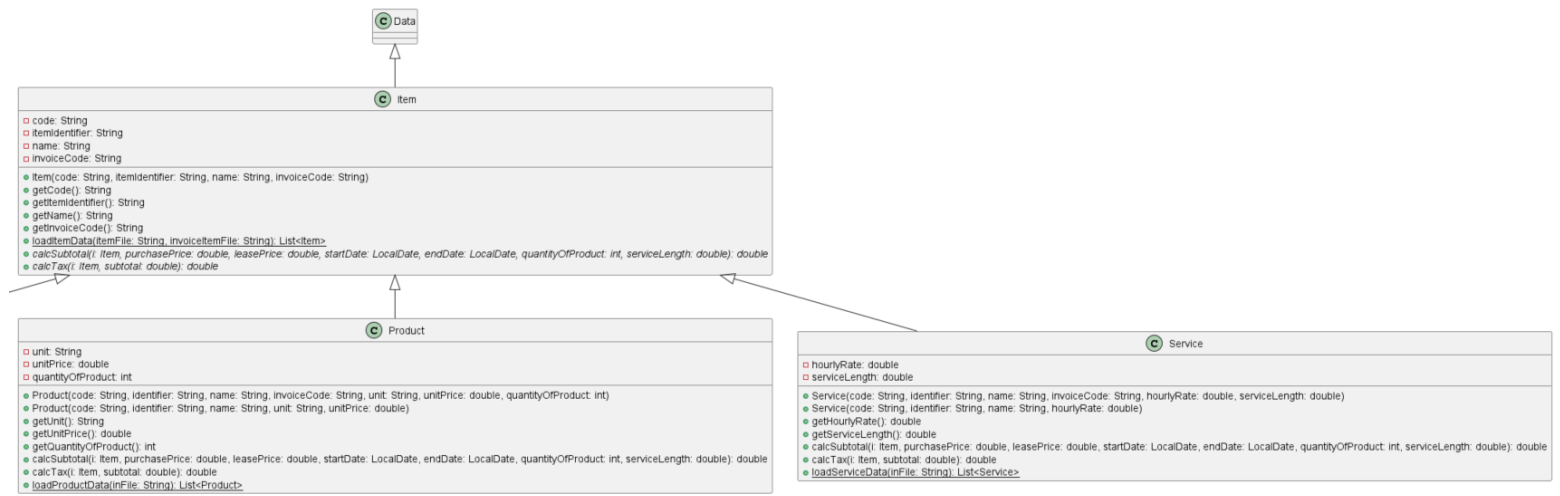 C Data
C Item
code: String
itemIdentifier: String
name: String
invoiceCode: String
Item(code: String, itemIdentifier: String, name: String, invoiceCode: String)
getCode(): String
getItemIdentifier(): String
getName(): String
getInvoiceCode(): String
loadItemData(itemFile: String, invoiceItemFile: String): List<Item>
calcSubtotal(i: Item, purchasePrice: double, leasePrice: double, startDate: LocalDate, endDate: LocalDate, quantityOfProduct: int, serviceLength: double): double
calcTax(i: Item, subtotal: double): double
C Product
unit: String
unitPrice: double
quantityOfProduct: int
Product(code: String, identifier: String, name: String, invoiceCode: String, unit: String, unitPrice: double, quantityOfProduct: int)
Product(code: String, identifier: String, name: String, unit: String, unitPrice: double)
getUnit(): String
getUnitPrice(): double
getQuantityOfProduct(): int
calcSubtotal(i: Item, purchasePrice: double, leasePrice: double, startDate: LocalDate, endDate: LocalDate, quantityOfProduct: int, serviceLength: double): double
calcTax(i: Item, subtotal: double): double
loadProductData(inFile: String): List<Product>
C Service
hourlyRate: double
serviceLength: double
Service(code: String, identifier: String, name: String, invoiceCode: String, hourlyRate: double, serviceLength: double)
Service(code: String, identifier: String, name: String, hourlyRate: double)
getHourlyRate(): double
getServiceLength(): double
calcSubtotal(i: Item, purchasePrice: double, leasePrice: double, startDate: LocalDate, endDate: LocalDate, quantityOfProduct: int, serviceLength: double): double
calcTax(i: Item, subtotal: double): double
loadServiceData(inFile: String): List<Service>